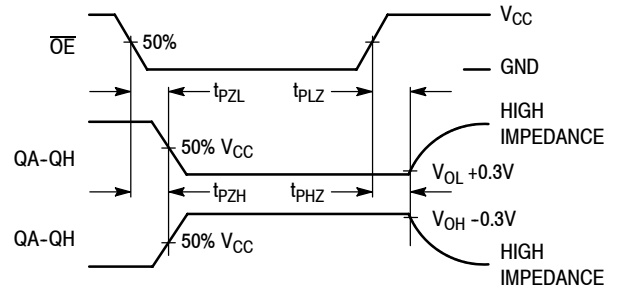 V_CC
OE
50%
GND
t_PZL
t_PLZ
HIGH
IMPEDANCE
QA-QH
50% V_CC
V_OL +0.3V
t_PZH
t_PHZ
V_OH -0.3V
QA-QH
50% V_CC
HIGH
IMPEDANCE